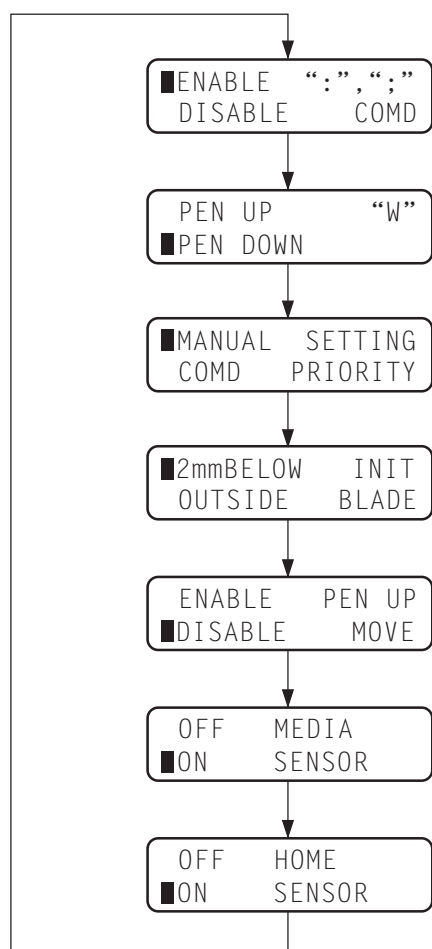 ■ENABLE “:”,“;”
DISABLE COMD
PEN UP “W”
■PEN DOWN
■MANUAL SETTING
COMD PRIORITY
■2mmBELOW INIT
OUTSIDE BLADE
ENABLE PEN UP
■DISABLE MOVE
OFF MEDIA
■ON SENSOR
OFF HOME
■ON SENSOR